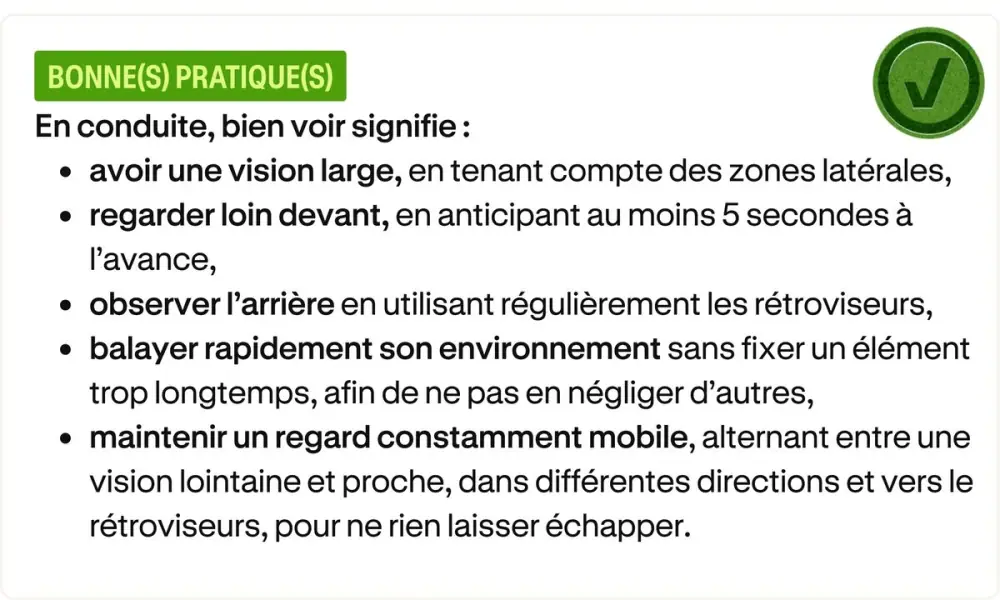 BONNE(S) PRATIQUE(S)
En conduite, bien voir signifie :
• avoir une vision large, en tenant compte des zones latérales,
• regarder loin devant, en anticipant au moins 5 secondes à
l’avance,
• observer l’arrière en utilisant régulièrement les rétroviseurs,
• balayer rapidement son environnement sans fixer un élément
trop longtemps, afin de ne pas en négliger d’autres,
• maintenir un regard constamment mobile, alternant entre une
vision lointaine et proche, dans différentes directions et vers le
rétroviseurs, pour ne rien laisser échapper.